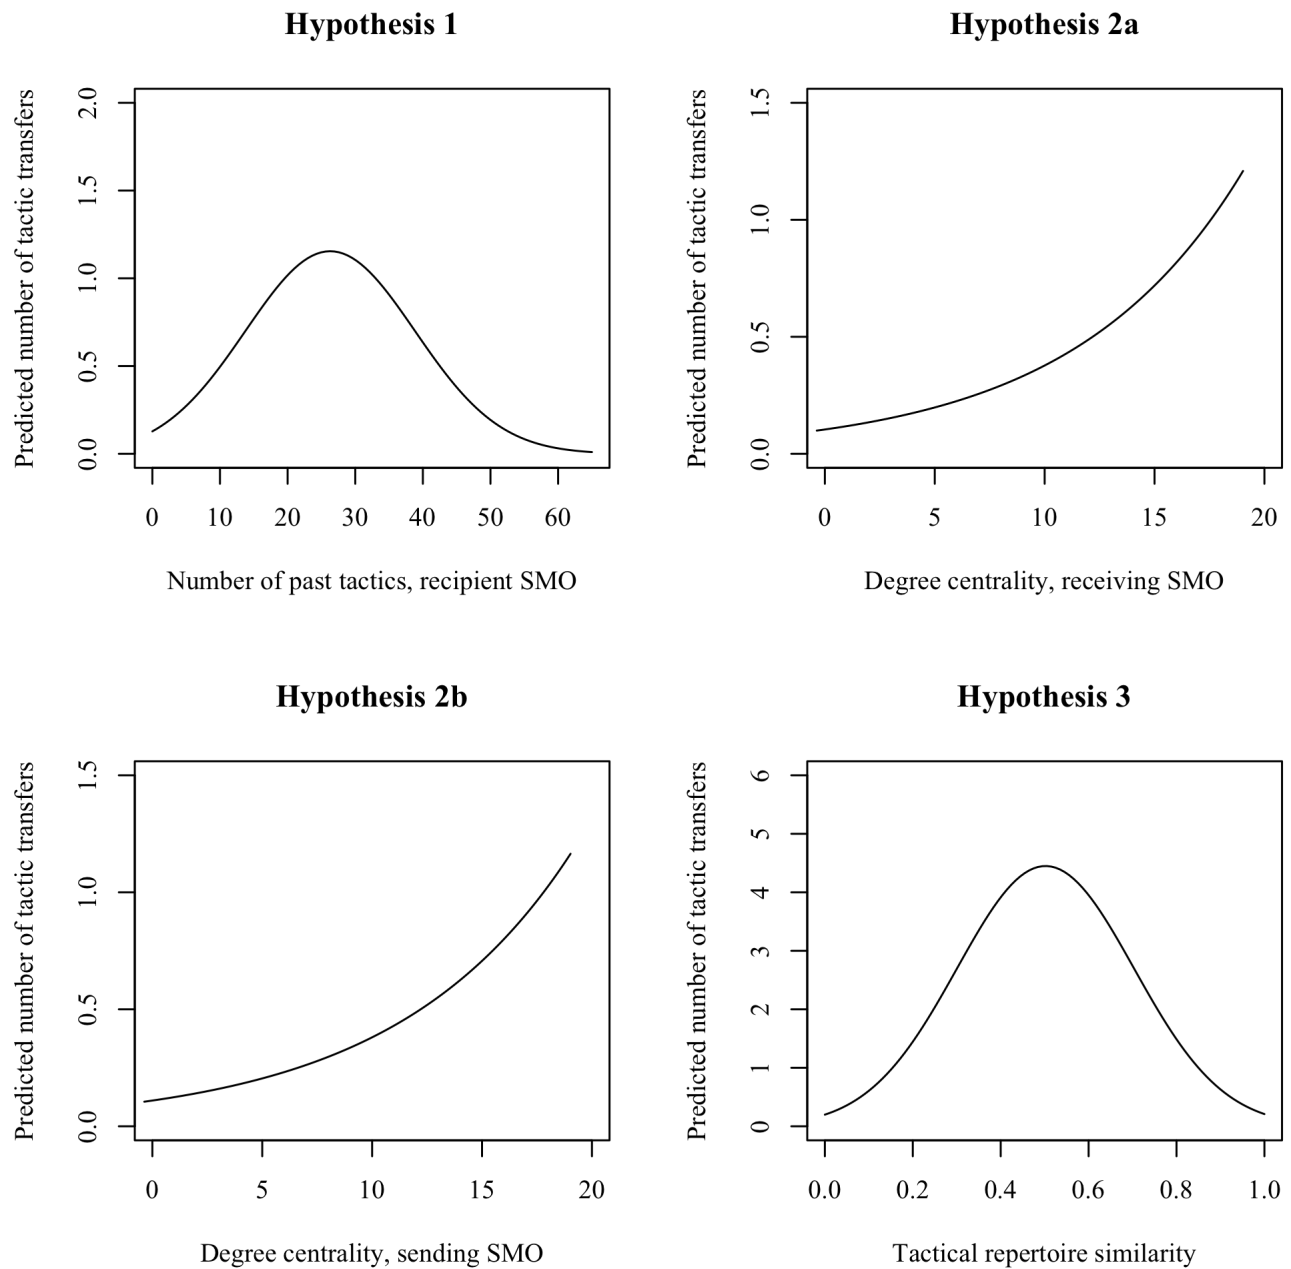 Hypothesis 1
Predicted number of tactic transfers
2.0
1.5
1.0
0.5
0.0
0 10 20 30 40 50 60
Number of past tactics, recipient SMO
Hypothesis 2a
Predicted number of tactic transfers
1.5
1.0
0.5
0.0
0 5 10 15 20
Degree centrality, receiving SMO
Hypothesis 2b
Predicted number of tactic transfers
1.5
1.0
0.5
0.0
0 5 10 15 20
Degree centrality, sending SMO
Hypothesis 3
Predicted number of tactic transfers
6
5
4
3
2
1
0
0.0 0.2 0.4 0.6 0.8 1.0
Tactical repertoire similarity